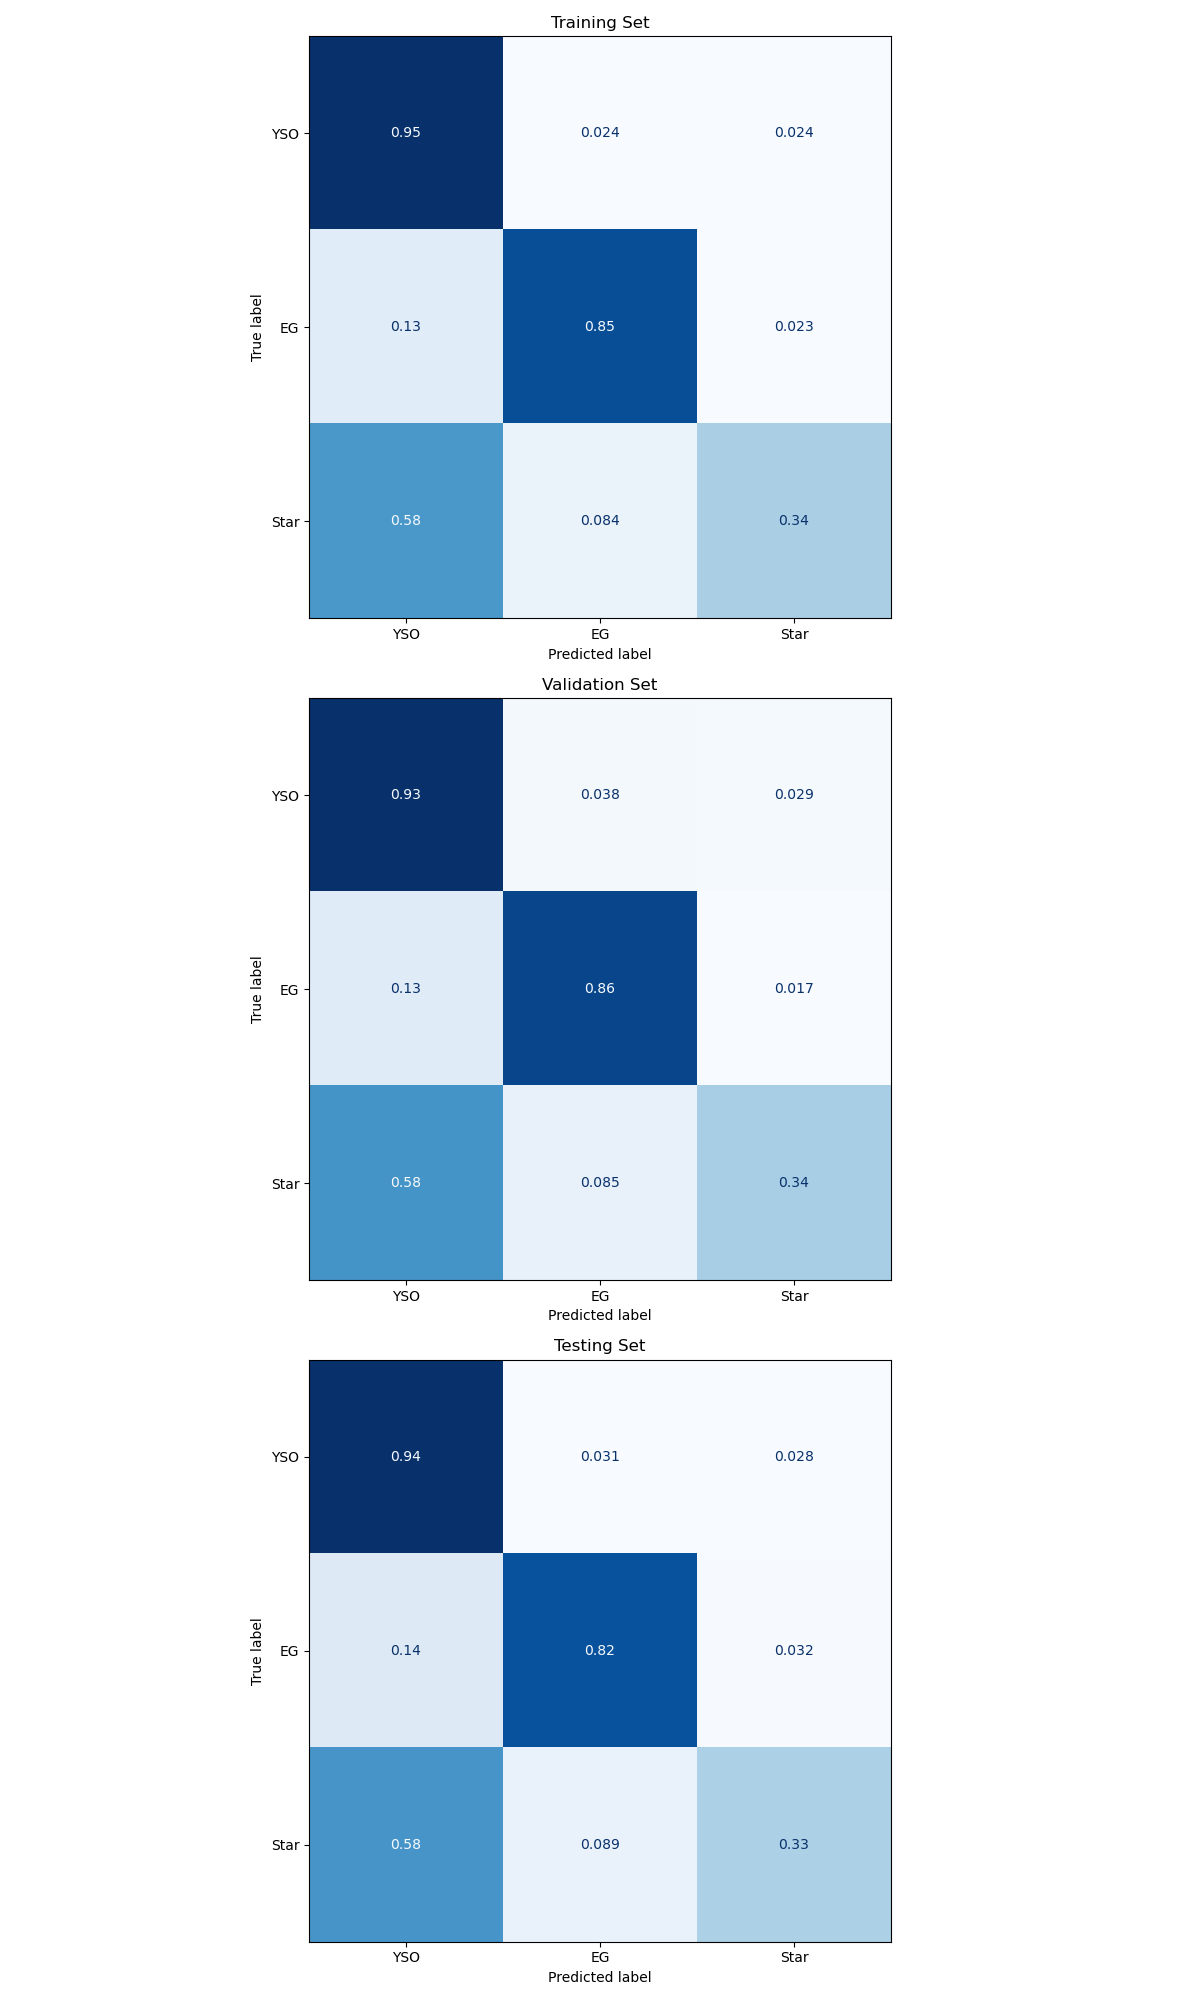 Training Set
YSO
0.95 0.024 0.024
True label
EG
0.13 0.85 0.023
Star
0.58 0.084 0.34
YSO EG Star
Predicted label
Validation Set
YSO
0.93 0.038 0.029
True label
EG
0.13 0.86 0.017
Star
0.58 0.085 0.34
YSO EG Star
Predicted label
Testing Set
YSO
0.94 0.031 0.028
True label
EG
0.14 0.82 0.032
Star
0.58 0.089 0.33
YSO EG Star
Predicted label